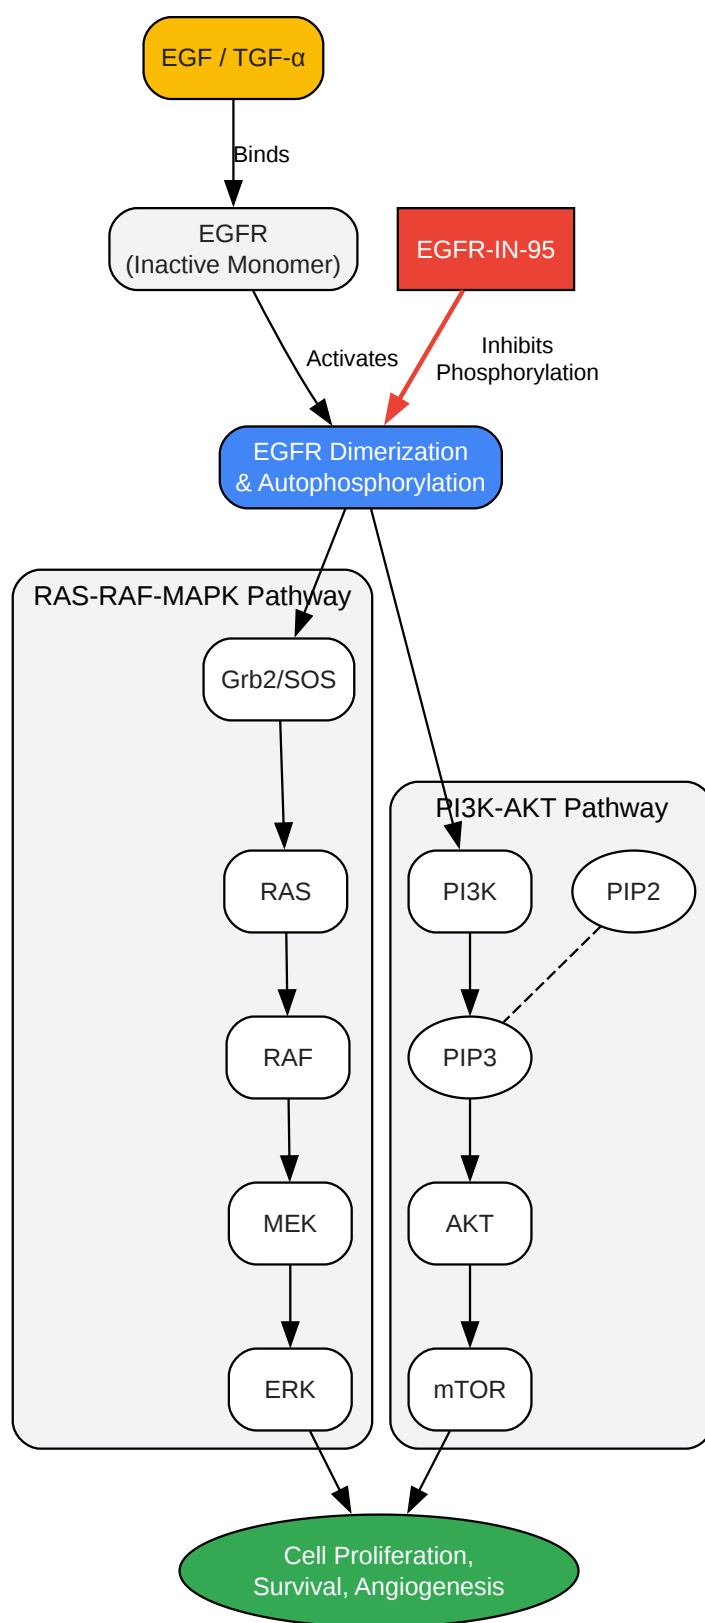 EGF / TGF-α
Binds
EGFR
(Inactive Monomer)
EGFR-IN-95
Activates
Inhibits
Phosphorylation
EGFR Dimerization
& Autophosphorylation
RAS-RAF-MAPK Pathway
Grb2/SOS
PI3K-AKT Pathway
RAS
PI3K
PIP2
RAF
PIP3
MEK
AKT
ERK
mTOR
Cell Proliferation,
Survival, Angiogenesis